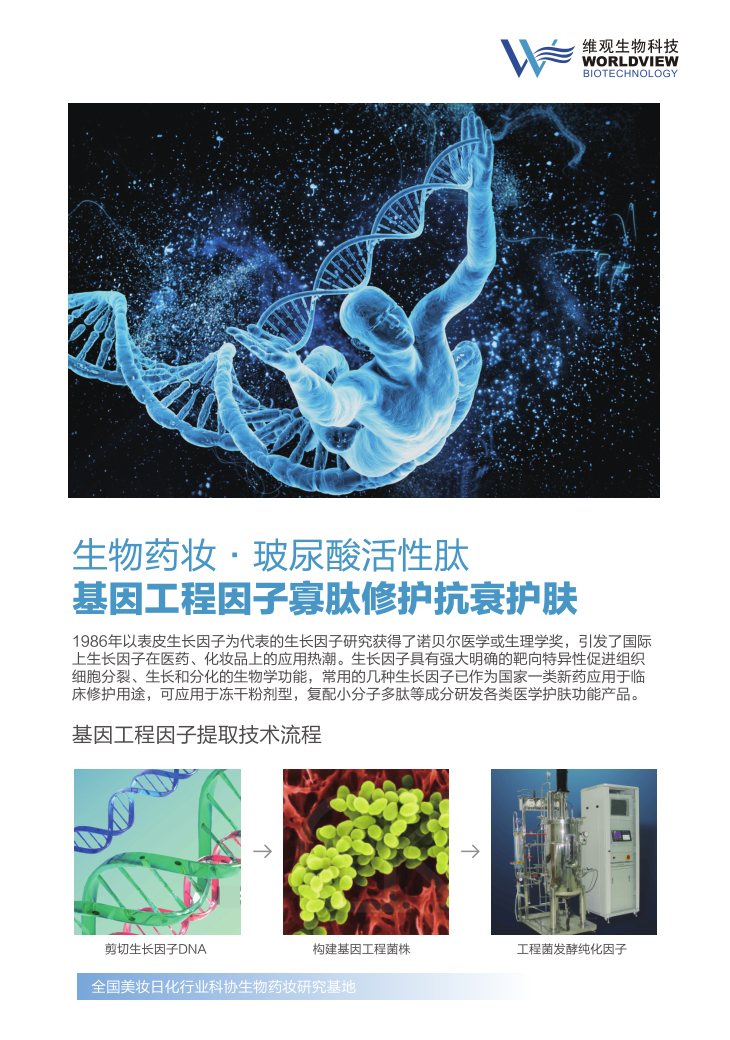 维观生物科技
WORLDVIEW
BIOTECHNOLOGY
生物药妆·玻尿酸活性肽
基因工程因子寡肽修护抗衰护肤
1986年以表皮生长因子为代表的生长因子研究获得了诺贝尔医学或生理学奖，引发了国际
上生长因子在医药、化妆品上的应用热潮。生长因子具有强大明确的靶向特异性促进组织
细胞分裂、生长和分化的生物学功能，常用的几种生长因子已作为国家一类新药应用于临
床修护用途，可应用于冻干粉剂型，复配小分子多肽等成分研发各类医学护肤功能产品。
基因工程因子提取技术流程
剪切生长因子DNA
构建基因工程菌株
工程菌发酵纯化因子
全国美妆日化行业科协生物药妆研究基地